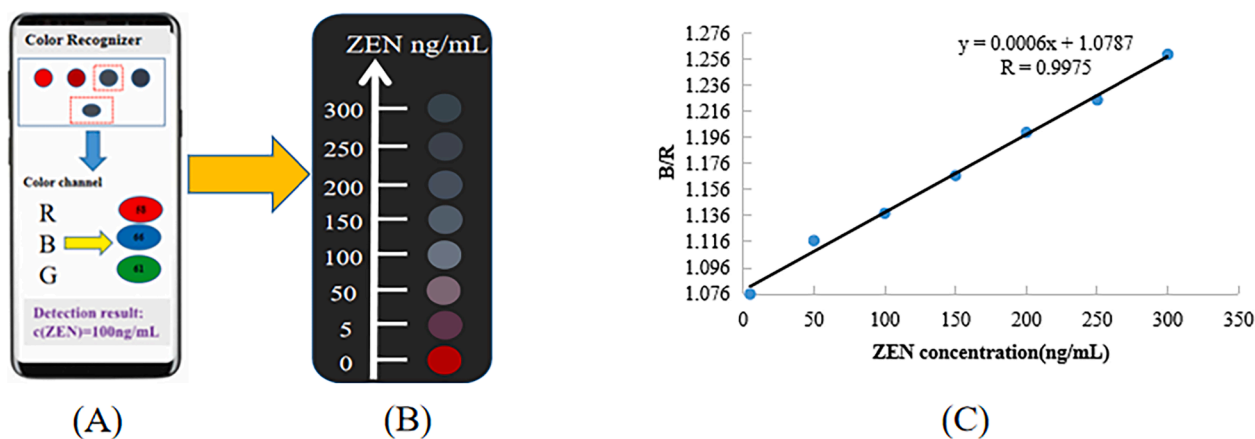 Color Recognizer
Color channel
R
58
B
66
G
61
Detection result:
c(ZEN)=100ng/mL
(A)
ZEN ng/mL
300
250
200
150
100
50
5
0
(B)
1.276
1.256
1.236
1.216
1.196
1.176
1.156
1.136
1.116
1.096
1.076
B/R
y = 0.0006x + 1.0787
R = 0.9975
0 50 100 150 200 250 300 350
ZEN concentration(ng/mL)
(C)